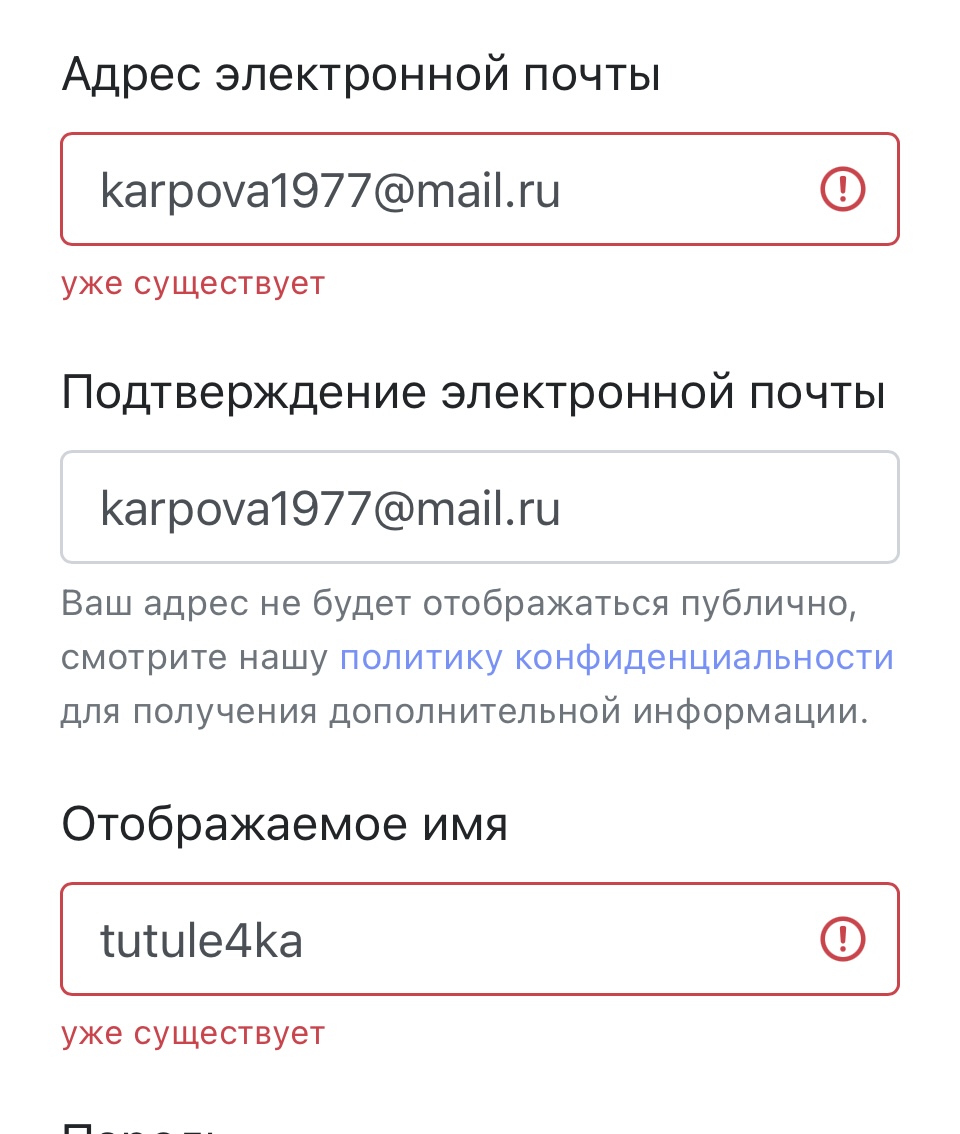 Адрес электронной почты
karpova1977@mail.ru
уже существует
Подтверждение электронной почты
karpova1977@mail.ru
Ваш адрес не будет отображаться публично,
смотрите нашу политику конфиденциальности
для получения дополнительной информации.
Отображаемое имя
tutule4ka
уже существует